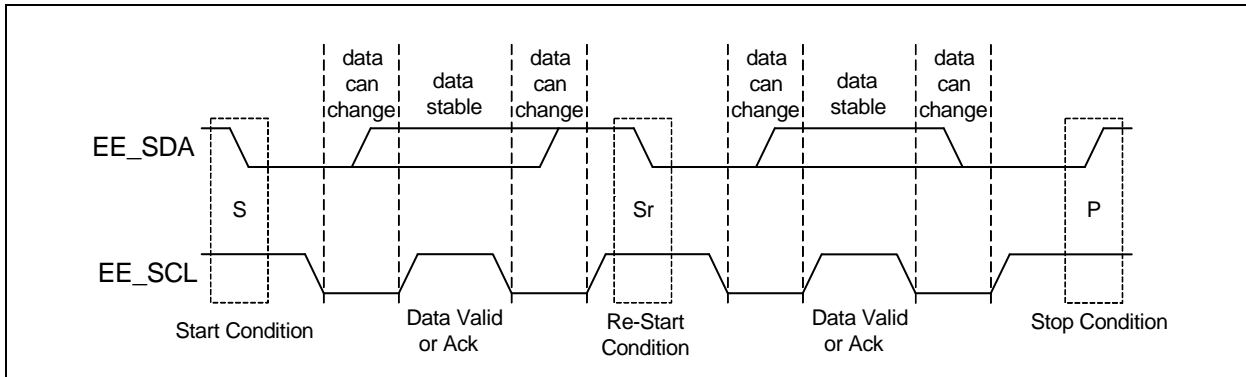 data
can
change
data
stable
data
can
change
data
can
change
data
stable
data
can
change
EE_SDA
S
Sr
P
EE_SCL
Start Condition
Data Valid
or Ack
Re-Start
Condition
Data Valid
or Ack
Stop Condition